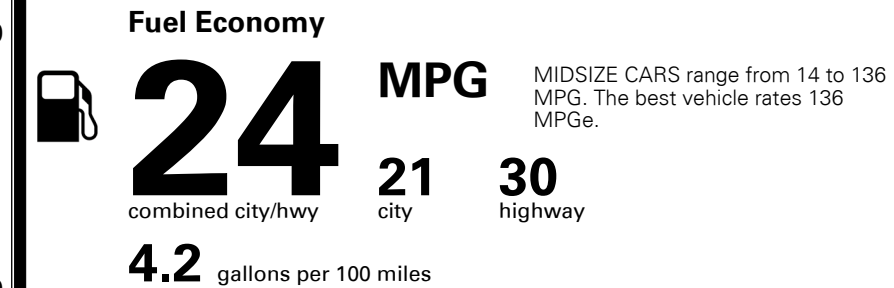 Fuel Economy
24 MPG
MIDSIZE CARS range from 14 to 136
MPG. The best vehicle rates 136
MPGe.
combined city/hwy
21
city
30
highway
4.2 gallons per 100 miles